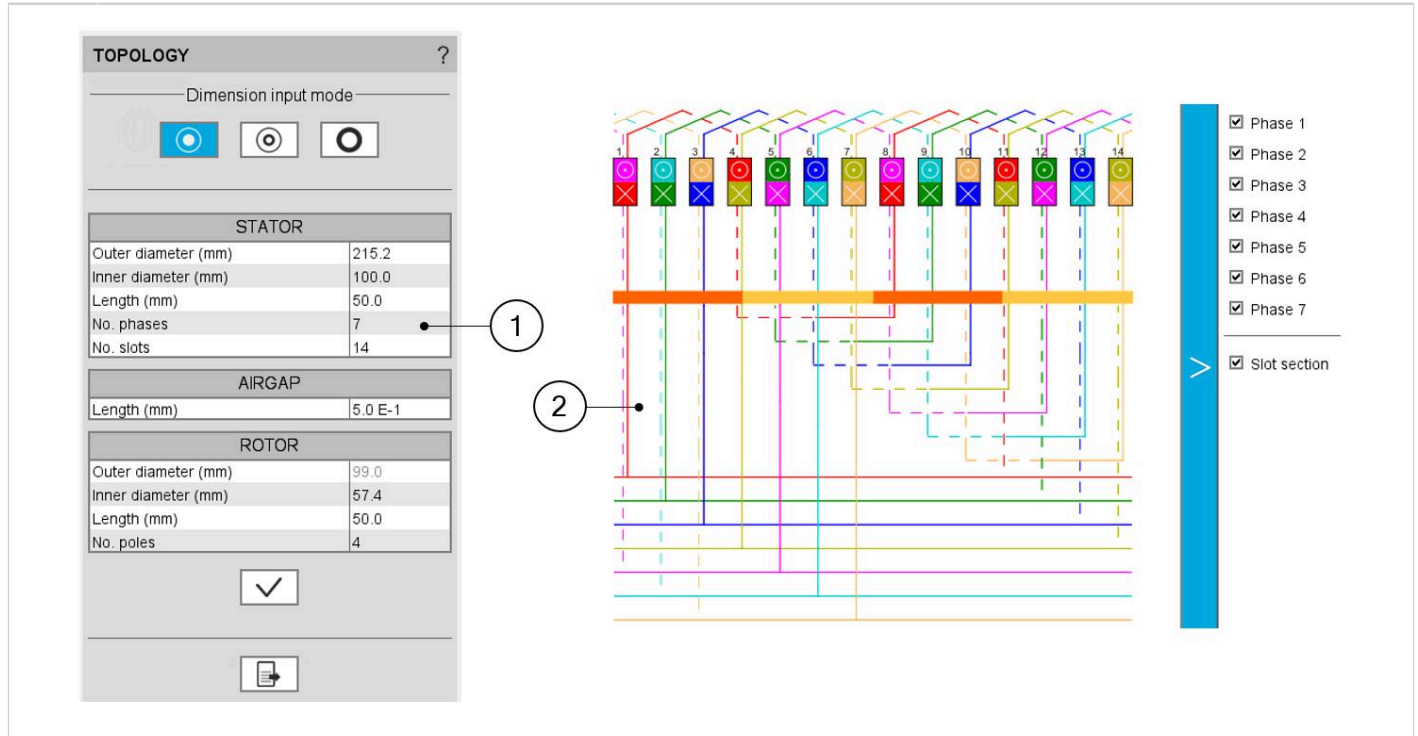 TOPOLOGY ?
Dimension input mode
STATOR
Outer diameter (mm) 215.2
Inner diameter (mm) 100.0
Length (mm) 50.0
No. phases 7
No. slots 14
AIRGAP
Length (mm) 5.0 E-1
ROTOR
Outer diameter (mm) 99.0
Inner diameter (mm) 57.4
Length (mm) 50.0
No. poles 4
1
2
1 2 3 4 5 6 7 8 9 10 11 12 13 14
>
Phase 1
Phase 2
Phase 3
Phase 4
Phase 5
Phase 6
Phase 7
Slot section